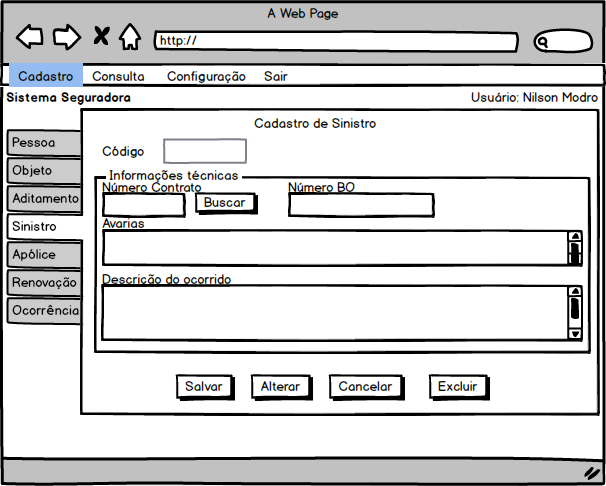 A Web Page
http://
Cadastro Consulta Configuração Sair
Sistema Seguradora Usuário: Nilson Modro
Cadastro de Sinistro
Pessoa
Objeto
Aditamento
Sinistro
Apólice
Renovação
Ocorrência
Código
Informações técnicas
Número Contrato Número BO
Buscar
Avarias
Descrição do ocorrido
Salvar Alterar Cancelar Excluir